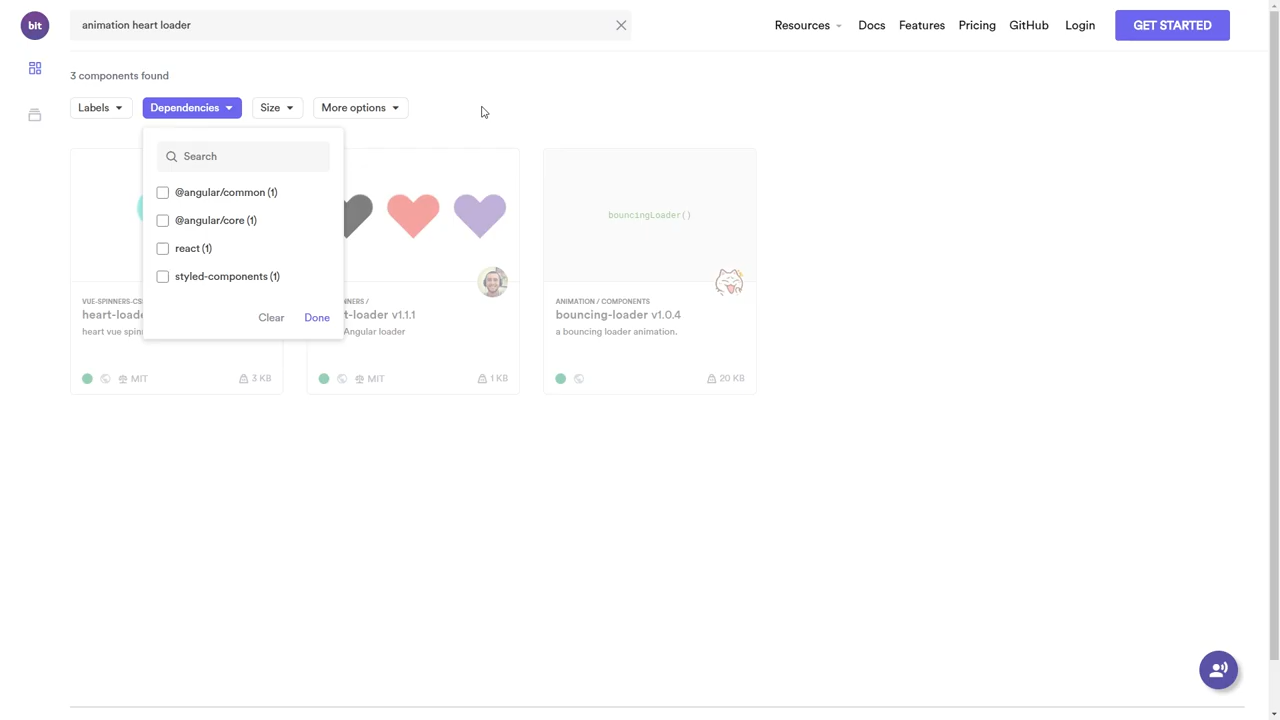 bit
animation heart loader
Resources
Docs
Features
Pricing
GitHub
Login
GET STARTED
3 components found
Labels
Dependencies
Size
More options
Search
@angular/common (1)
@angular/core (1)
react (1)
styled-components (1)
Clear
Done
bouncingLoader()
VUE-SPINNERS-CS
heart-loade
heart vue spin
MIT
3 KB
NNERS /
t-loader v1.1.1
Angular loader
MIT
1 KB
ANIMATION / COMPONENTS
bouncing-loader v1.0.4
a bouncing loader animation.
20 KB